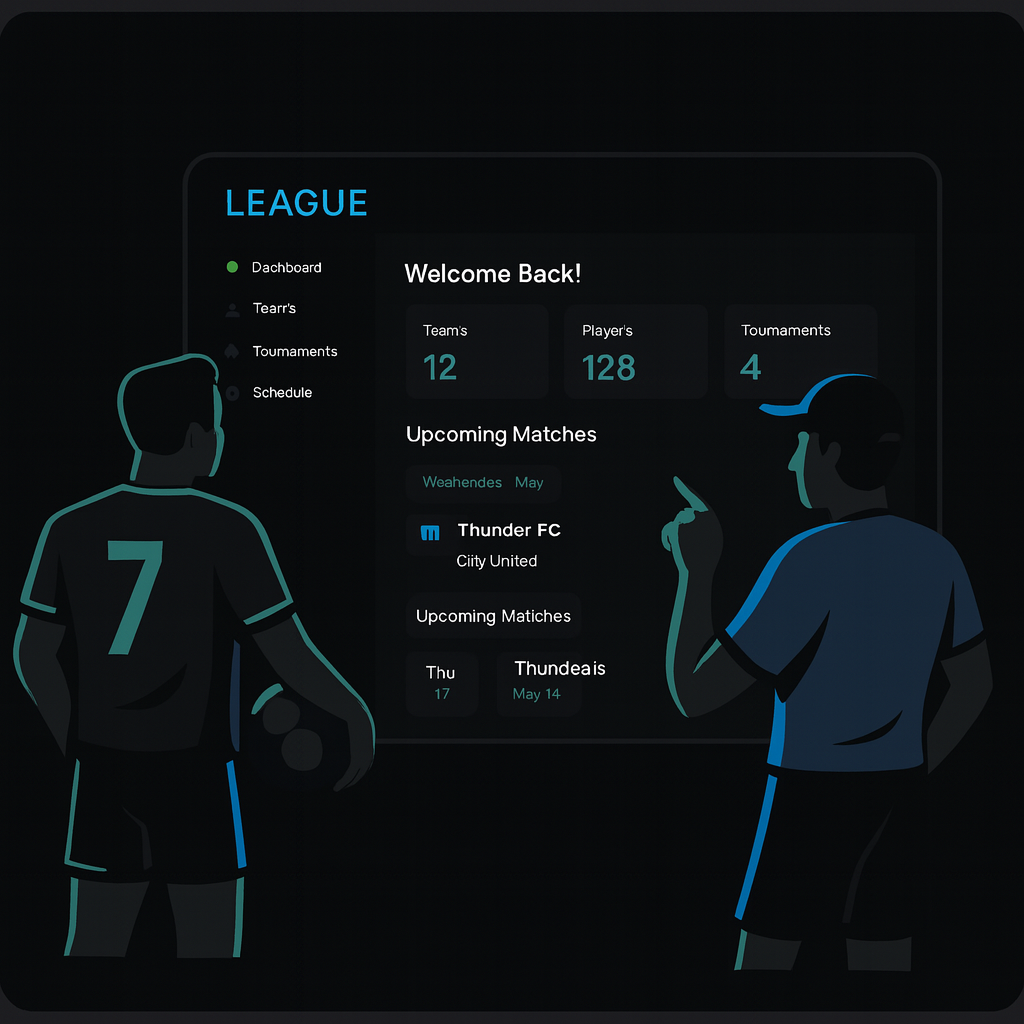 LEAGUE
Dachboard
Tearr's
Toumaments
Schedule
Welcome Back!
Team's
12
Player's
128
Toumaments
4
Upcoming Matches
Weahendes May
Thunder FC
Ciity United
Upcoming Matiches
Thu
17
Thundeais
May 14
7